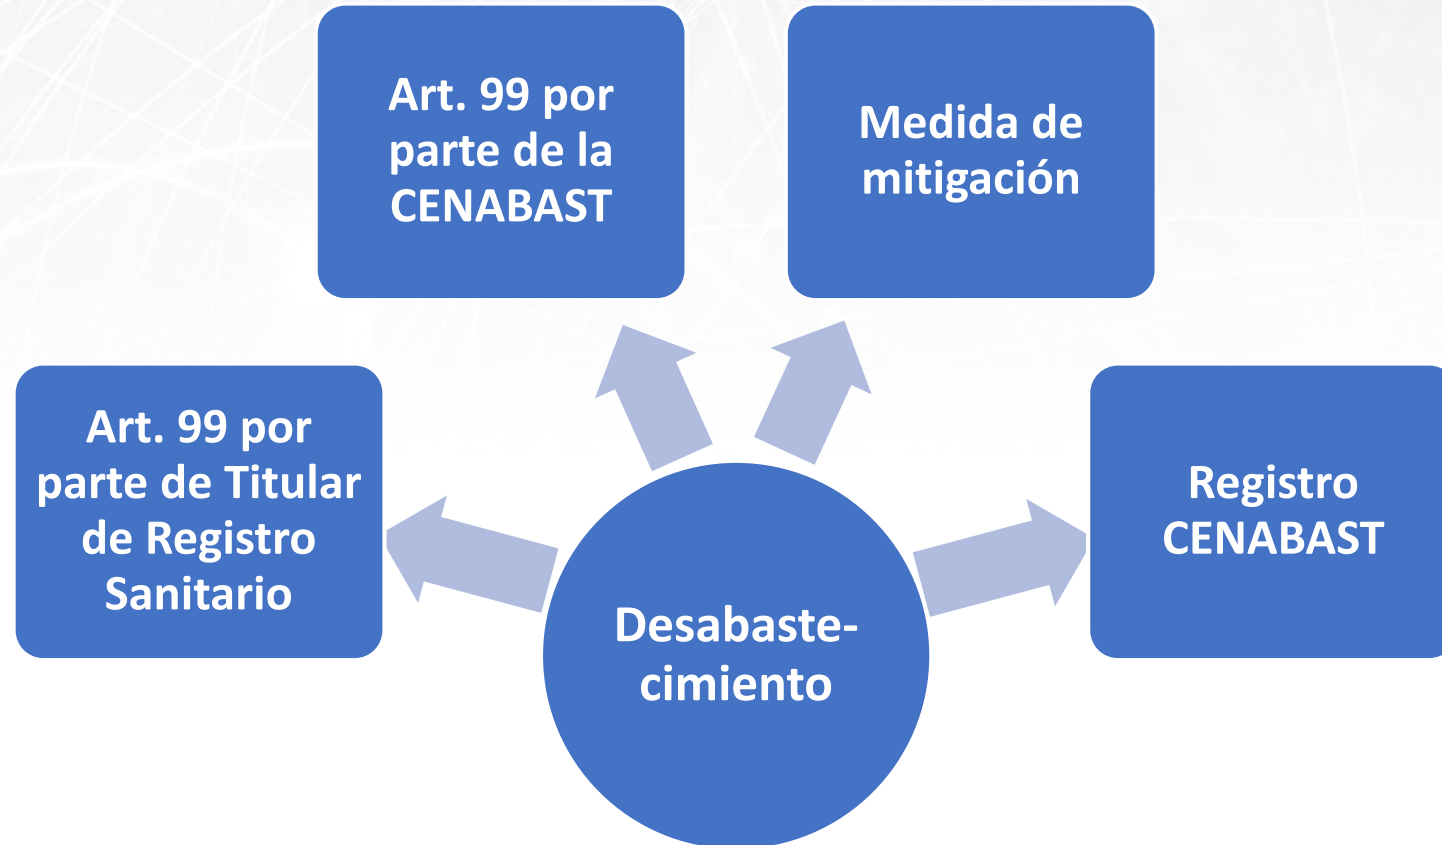 Art. 99 por
parte de la
CENABAST
Medida de
mitigación
Art. 99 por
parte de Titular
de Registro
Sanitario
Registro
CENABAST
Desabaste-
cimiento